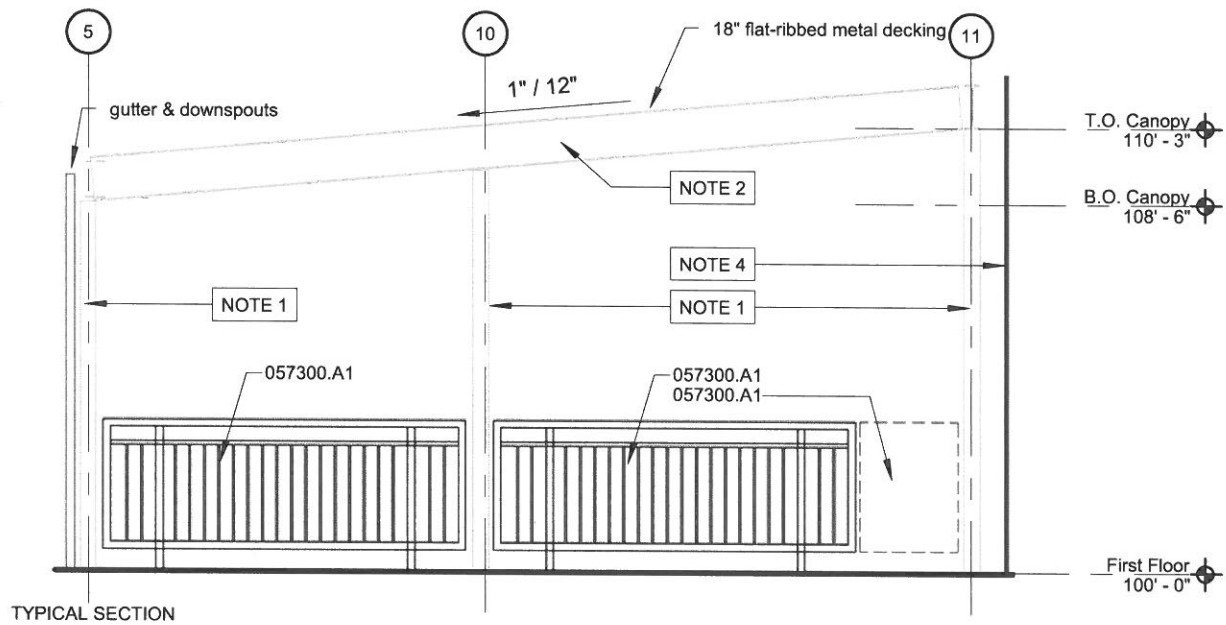 5
10
11
18" flat-ribbed metal decking
1" / 12"
gutter & downspouts
T.O. Canopy
110' - 3"
NOTE 2
B.O. Canopy
108' - 6"
NOTE 4
NOTE 1
NOTE 1
057300.A1
057300.A1
057300.A1
First Floor
100' - 0"
TYPICAL SECTION